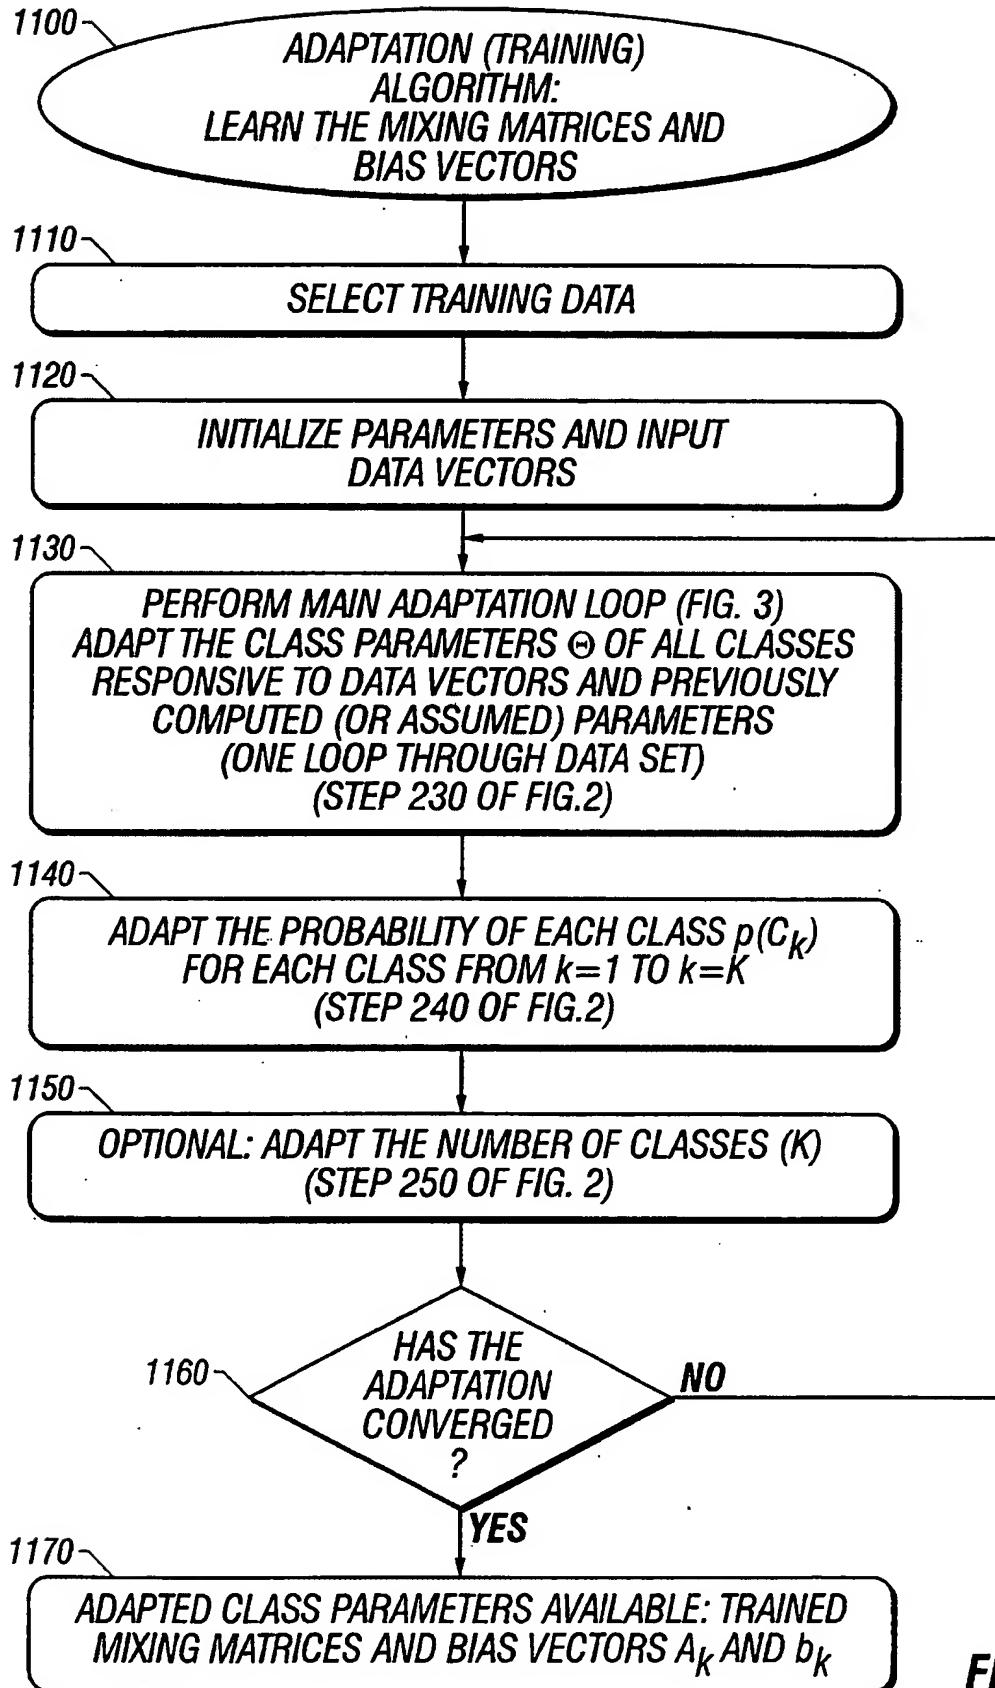 1100
ADAPTATION (TRAINING)
ALGORITHM:
LEARN THE MIXING MATRICES AND
BIAS VECTORS
1110
SELECT TRAINING DATA
1120
INITIALIZE PARAMETERS AND INPUT
DATA VECTORS
1130
PERFORM MAIN ADAPTATION LOOP (FIG. 3)
ADAPT THE CLASS PARAMETERS Θ OF ALL CLASSES
RESPONSIVE TO DATA VECTORS AND PREVIOUSLY
COMPUTED (OR ASSUMED) PARAMETERS
(ONE LOOP THROUGH DATA SET)
(STEP 230 OF FIG.2)
1140
ADAPT THE PROBABILITY OF EACH CLASS p(Ck)
FOR EACH CLASS FROM k=1 TO k=K
(STEP 240 OF FIG.2)
1150
OPTIONAL: ADAPT THE NUMBER OF CLASSES (K)
(STEP 250 OF FIG. 2)
1160
HAS THE
ADAPTATION
CONVERGED
?
NO
YES
1170
ADAPTED CLASS PARAMETERS AVAILABLE: TRAINED
MIXING MATRICES AND BIAS VECTORS Ak AND bk